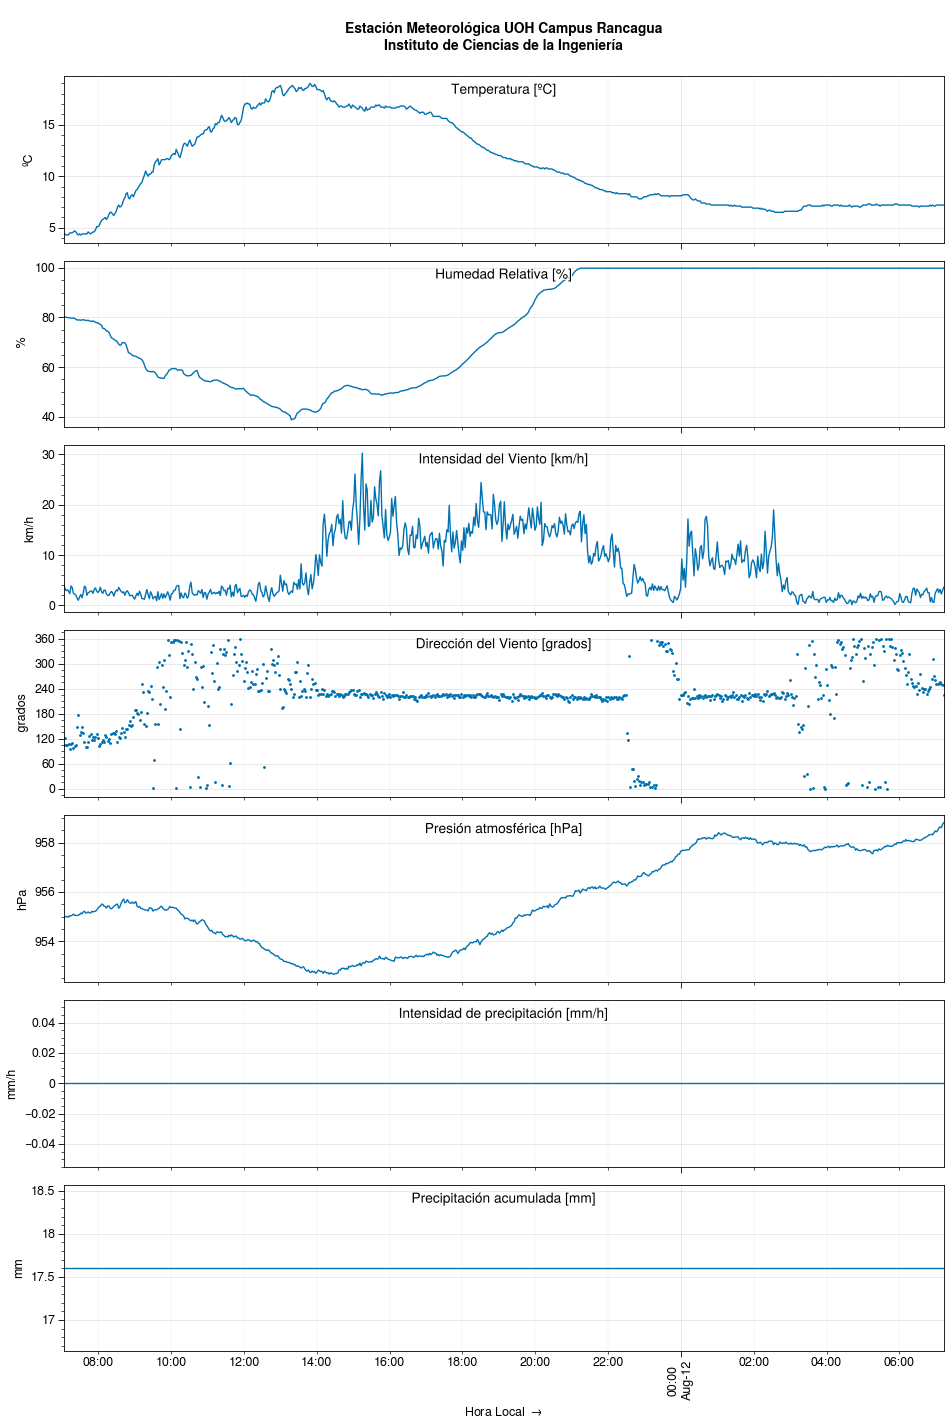 Estación Meteorológica UOH Campus Rancagua
Instituto de Ciencias de la Ingeniería
Temperatura [ºC]
15
10
5
ºC
Humedad Relativa [%]
100
80
60
40
%
Intensidad del Viento [km/h]
30
20
10
0
km/h
Dirección del Viento [grados]
360
300
240
180
120
60
0
grados
Presión atmosférica [hPa]
958
956
954
hPa
Intensidad de precipitación [mm/h]
0.04
0.02
0
−0.02
−0.04
mm/h
Precipitación acumulada [mm]
18.5
18
17.5
17
mm
08:00 10:00 12:00 14:00 16:00 18:00 20:00 22:00 00:00 02:00 04:00 06:00
Aug-12
Hora Local →